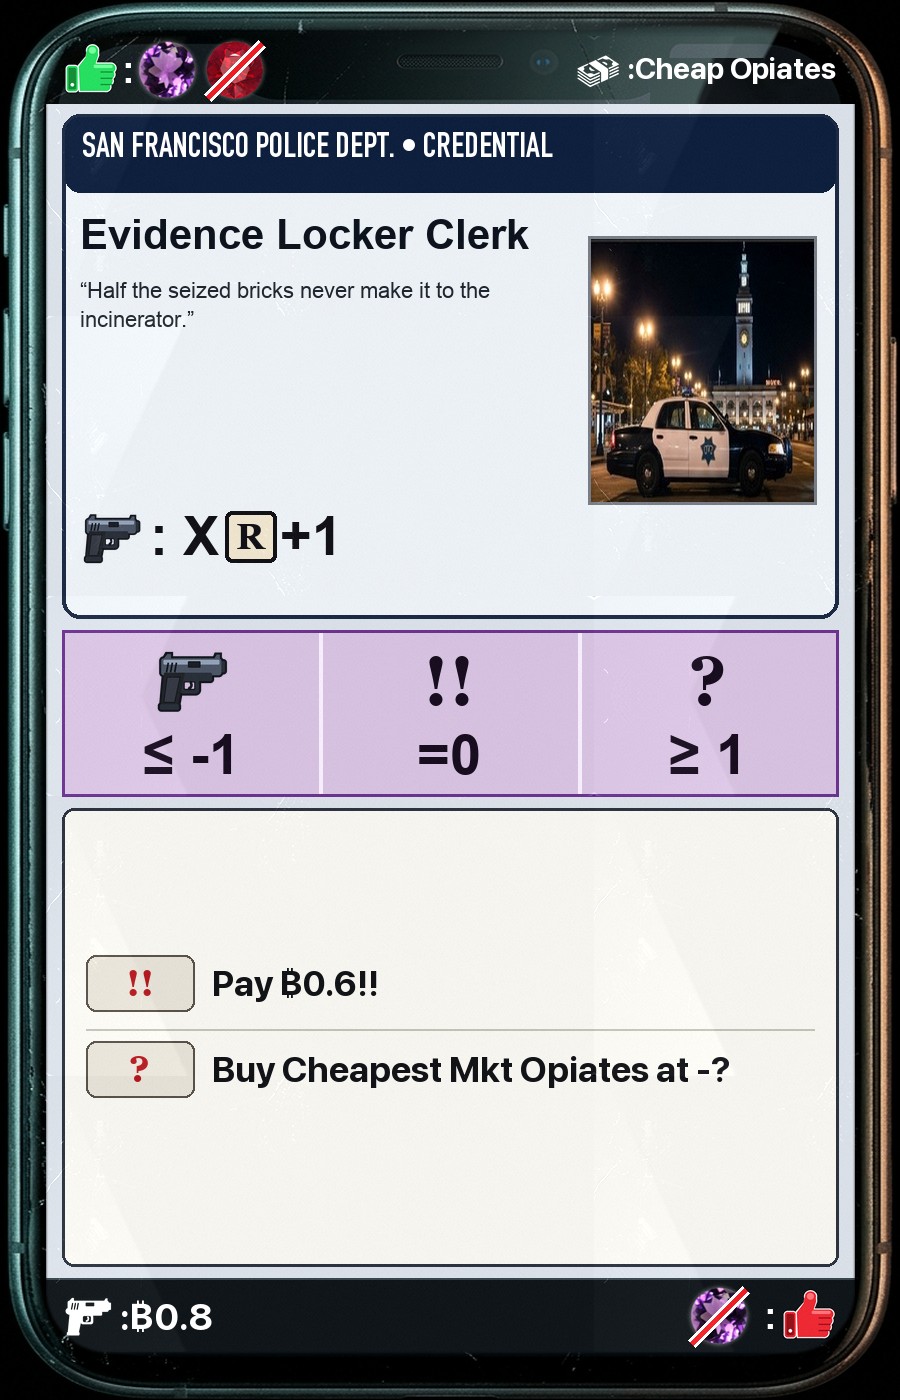 :
:Cheap Opiates
SAN FRANCISCO POLICE DEPT. • CREDENTIAL
Evidence Locker Clerk
“Half the seized bricks never make it to the
incinerator.”
: X R +1
!! ?
≤ -1 =0 ≥ 1
!! Pay ₿0.6!!
? Buy Cheapest Mkt Opiates at -?
:₿0.8
: